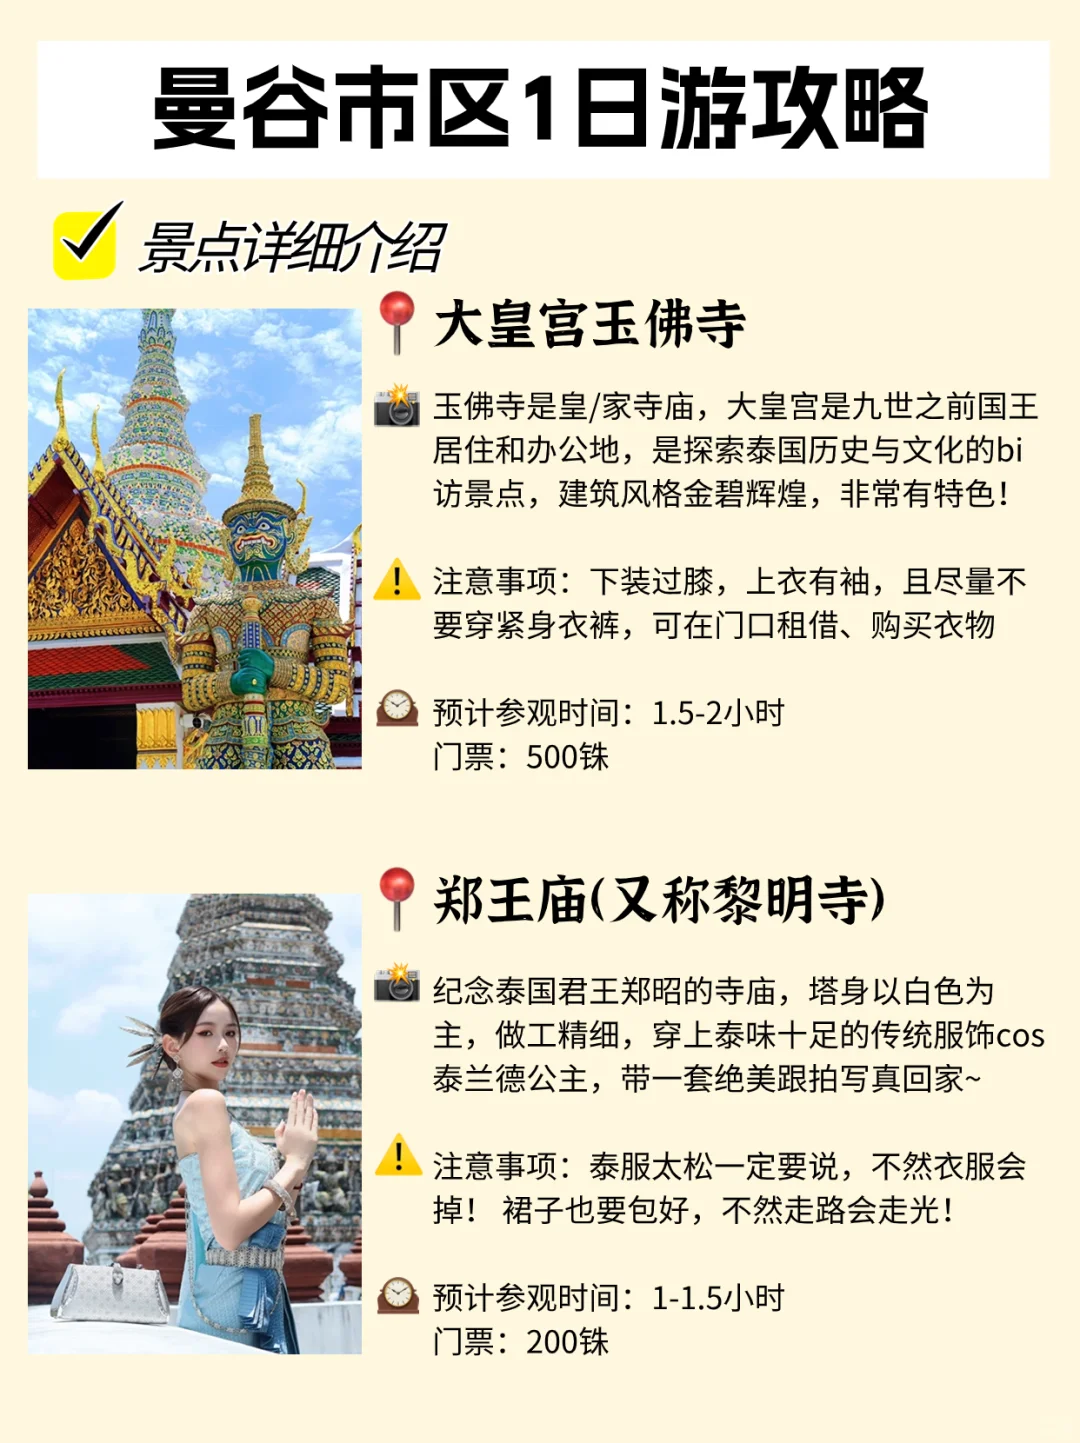 曼谷市区1日游攻略
景点详细介绍
大皇宫玉佛寺
玉佛寺是皇/家寺庙，大皇宫是九世之前国王
居住和办公地，是探索泰国历史与文化的bi
访景点，建筑风格金碧辉煌，非常有特色！
注意事项：下装过膝，上衣有袖，且尽量不
要穿紧身衣裤，可在门口租借、购买衣物
预计参观时间：1.5-2小时
门票：500铢
郑王庙(又称黎明寺)
纪念泰国君王郑昭的寺庙，塔身以白色为
主，做工精细，穿上泰味十足的传统服饰cos
泰兰德公主，带一套绝美跟拍写真回家~
注意事项：泰服太松一定要说，不然衣服会
掉！ 裙子也要包好，不然走路会走光！
预计参观时间：1-1.5小时
门票：200铢